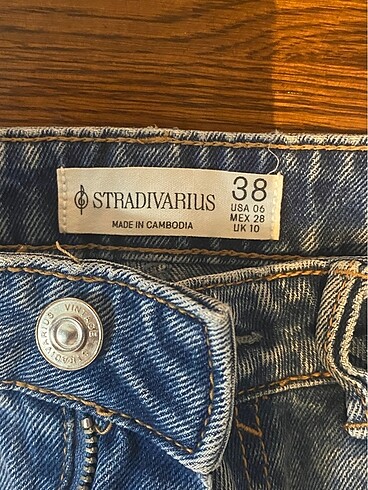 STRADIVARIUS
MADE IN CAMBODIA
38
USA 06
MEX 28
UK 10
STRADIVARIUS VINTAGE